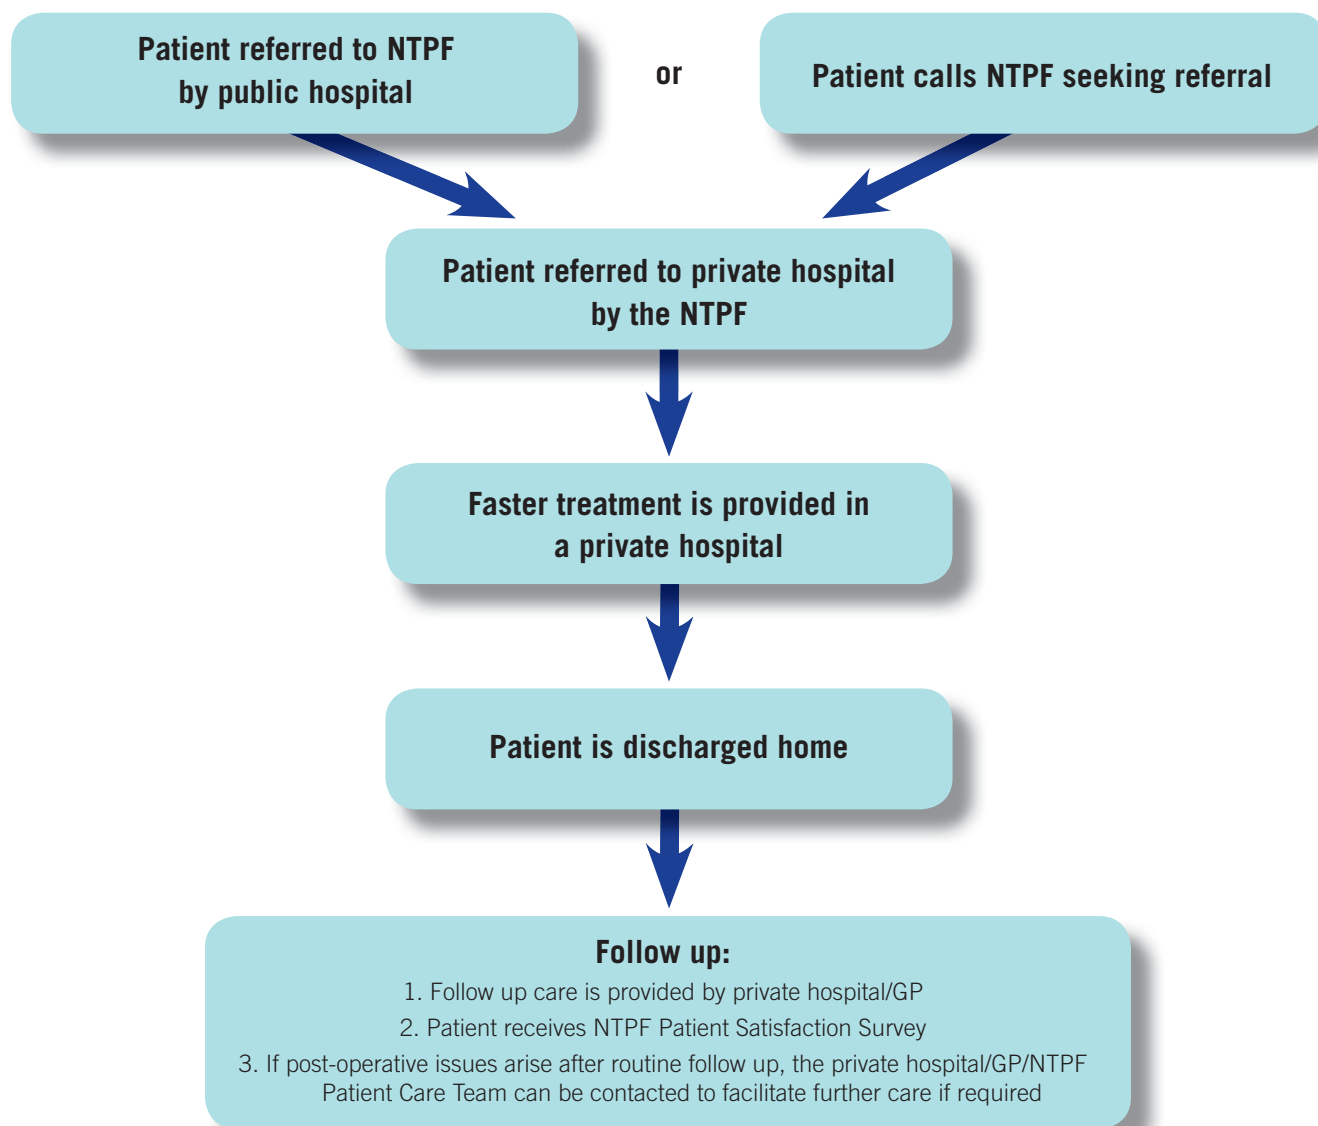 Patient referred to NTPF
by public hospital
or
Patient calls NTPF seeking referral
Patient referred to private hospital
by the NTPF
Faster treatment is provided in
a private hospital
Patient is discharged home
Follow up:
1. Follow up care is provided by private hospital/GP
2. Patient receives NTPF Patient Satisfaction Survey
3. If post-operative issues arise after routine follow up, the private hospital/GP/NTPF
Patient Care Team can be contacted to facilitate further care if required